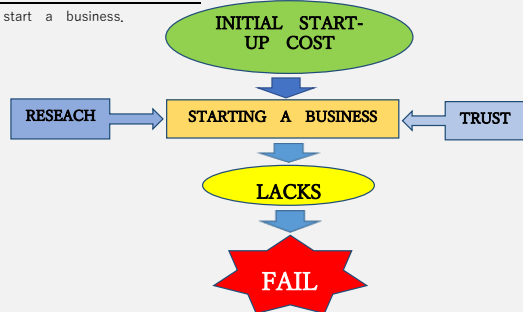 start a business.
INITIAL START-
UP COST
RESEACH
STARTING A BUSINESS
TRUST
LACKS
FAIL